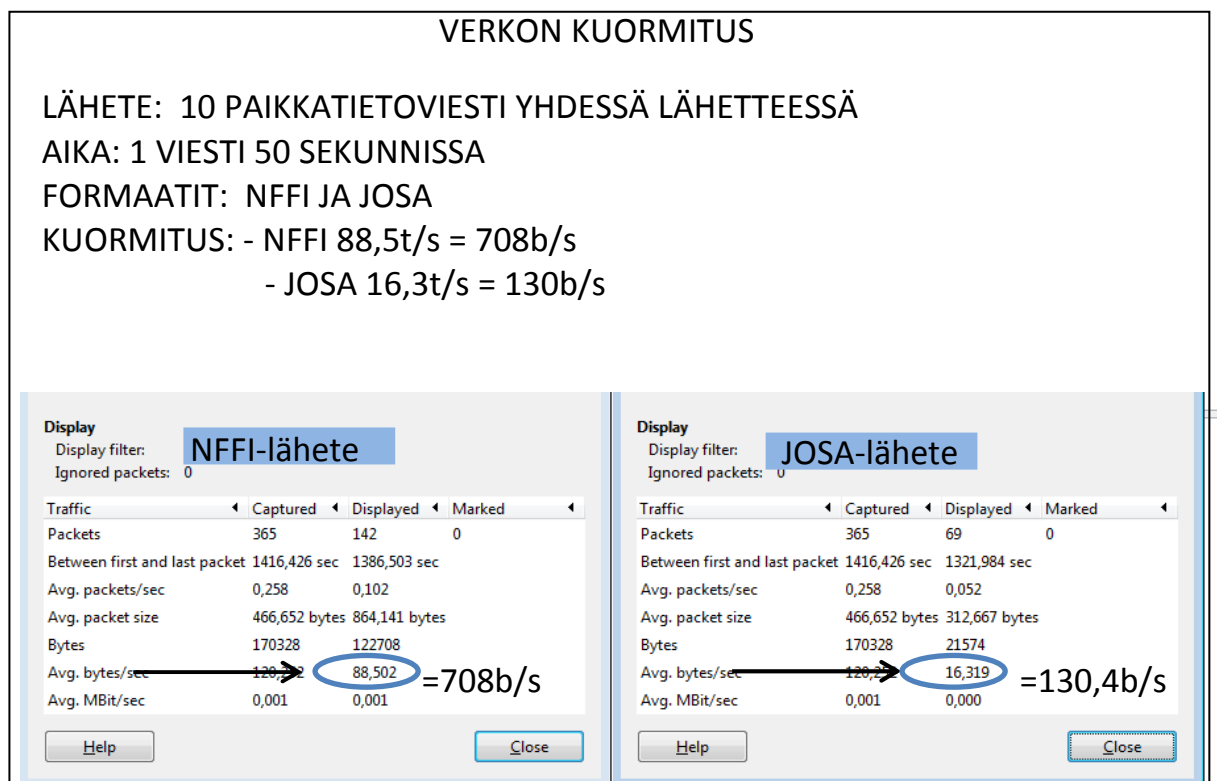 VERKON KUORMITUS
LÄHETE: 10 PAIKKATIETOVIESTI YHDESSÄ LÄHETTEESSÄ
AIKA: 1 VIESTI 50 SEKUNNISSA
FORMAATIT: NFFI JA JOSA
KUORMITUS: - NFFI 88,5t/s = 708b/s
- JOSA 16,3t/s = 130b/s
Display
Display filter:
NFFI-lähete
Ignored packets: 0
Traffic Captured Displayed Marked
Packets 365 142 0
Between first and last packet 1416,426 sec 1386,503 sec
Avg. packets/sec 0,258 0,102
Avg. packet size 466,652 bytes 864,141 bytes
Bytes 170328 122708
Avg. bytes/sec 88,502 =708b/s
Avg. MBit/sec 0,001 0,001
Help Close
Display
Display filter:
JOSA-lähete
Ignored packets: 0
Traffic Captured Displayed Marked
Packets 365 69 0
Between first and last packet 1416,426 sec 1321,984 sec
Avg. packets/sec 0,258 0,052
Avg. packet size 466,652 bytes 312,667 bytes
Bytes 170328 21574
Avg. bytes/sec 16,319 =130,4b/s
Avg. MBit/sec 0,001 0,000
Help Close